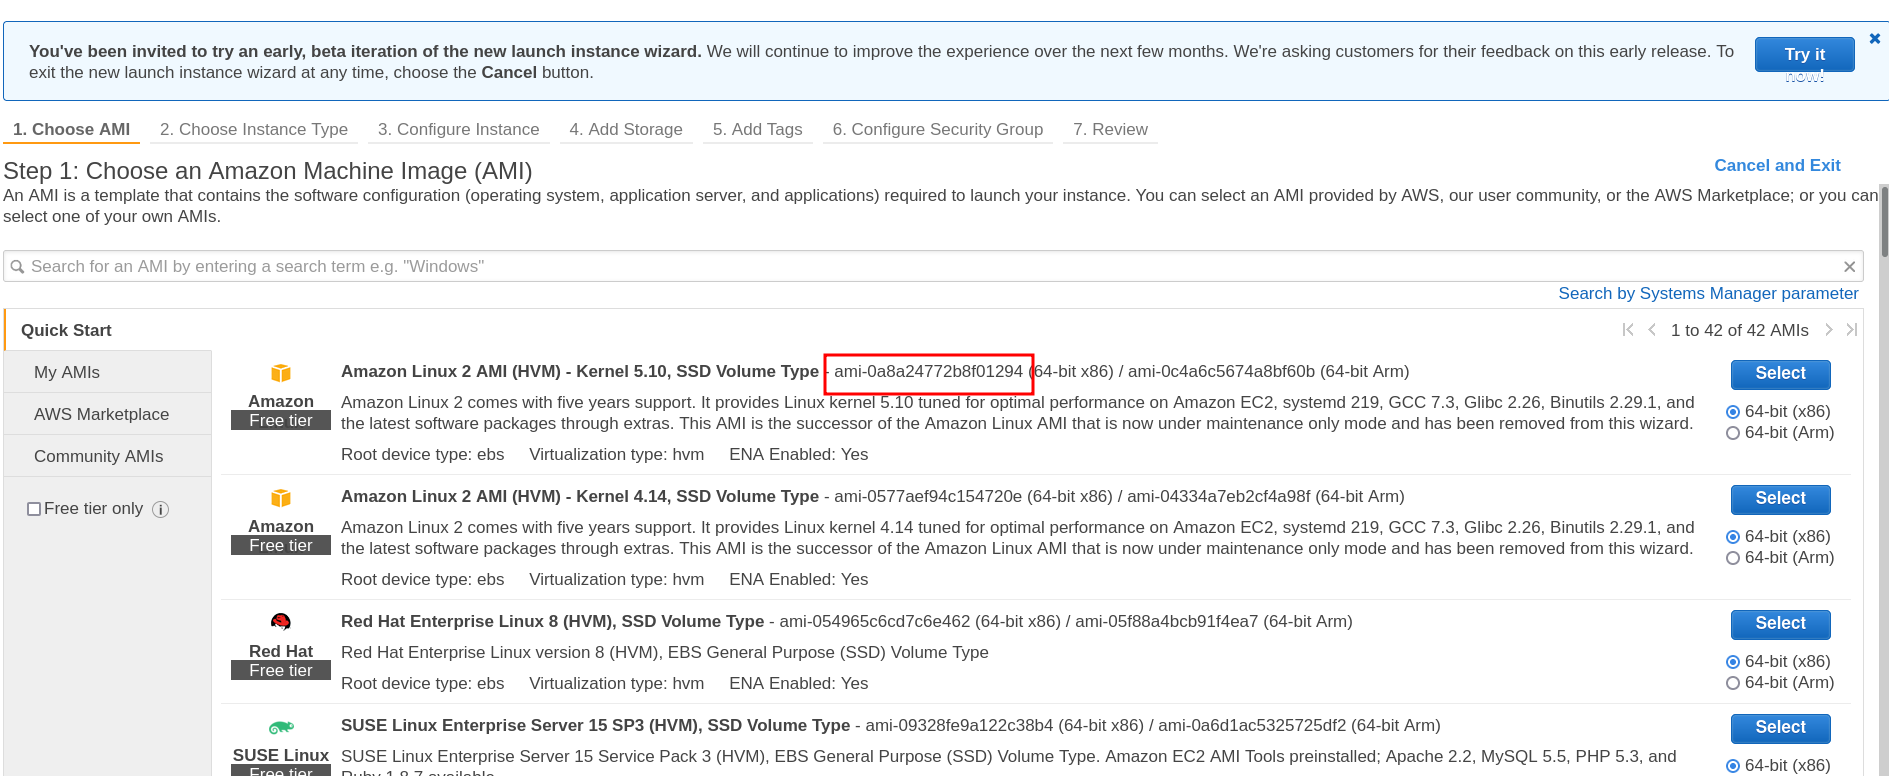 You've been invited to try an early, beta iteration of the new launch instance wizard. We will continue to improve the experience over the next few months. We're asking customers for their feedback on this early release. To
exit the new launch instance wizard at any time, choose the Cancel button.
Try it
now!
1. Choose AMI 2. Choose Instance Type 3. Configure Instance 4. Add Storage 5. Add Tags 6. Configure Security Group 7. Review
Step 1: Choose an Amazon Machine Image (AMI)
Cancel and Exit
An AMI is a template that contains the software configuration (operating system, application server, and applications) required to launch your instance. You can select an AMI provided by AWS, our user community, or the AWS Marketplace; or you can
select one of your own AMIs.
Search for an AMI by entering a search term e.g. "Windows"
Search by Systems Manager parameter
Quick Start
1 to 42 of 42 AMIs
My AMIs
AWS Marketplace
Community AMIs
Free tier only
Amazon
Free tier
Amazon Linux 2 AMI (HVM) - Kernel 5.10, SSD Volume Type - ami-0a8a24772b8f01294 (64-bit x86) / ami-0c4a6c5674a8bf60b (64-bit Arm)
Amazon Linux 2 comes with five years support. It provides Linux kernel 5.10 tuned for optimal performance on Amazon EC2, systemd 219, GCC 7.3, Glibc 2.26, Binutils 2.29.1, and
the latest software packages through extras. This AMI is the successor of the Amazon Linux AMI that is now under maintenance only mode and has been removed from this wizard.
Root device type: ebs Virtualization type: hvm ENA Enabled: Yes
Select
64-bit (x86)
64-bit (Arm)
Amazon
Free tier
Amazon Linux 2 AMI (HVM) - Kernel 4.14, SSD Volume Type - ami-0577aef94c154720e (64-bit x86) / ami-04334a7eb2cf4a98f (64-bit Arm)
Amazon Linux 2 comes with five years support. It provides Linux kernel 4.14 tuned for optimal performance on Amazon EC2, systemd 219, GCC 7.3, Glibc 2.26, Binutils 2.29.1, and
the latest software packages through extras. This AMI is the successor of the Amazon Linux AMI that is now under maintenance only mode and has been removed from this wizard.
Root device type: ebs Virtualization type: hvm ENA Enabled: Yes
Select
64-bit (x86)
64-bit (Arm)
Red Hat
Free tier
Red Hat Enterprise Linux 8 (HVM), SSD Volume Type - ami-054965c6cd7c6e462 (64-bit x86) / ami-05f88a4bcb91f4ea7 (64-bit Arm)
Red Hat Enterprise Linux version 8 (HVM), EBS General Purpose (SSD) Volume Type
Root device type: ebs Virtualization type: hvm ENA Enabled: Yes
Select
64-bit (x86)
64-bit (Arm)
SUSE Linux
Free tier
SUSE Linux Enterprise Server 15 SP3 (HVM), SSD Volume Type - ami-09328fe9a122c38b4 (64-bit x86) / ami-0a6d1ac5325725df2 (64-bit Arm)
SUSE Linux Enterprise Server 15 Service Pack 3 (HVM), EBS General Purpose (SSD) Volume Type. Amazon EC2 AMI Tools preinstalled; Apache 2.2, MySQL 5.5, PHP 5.3, and
Ruby 1.8.7 available
Select
64-bit (x86)